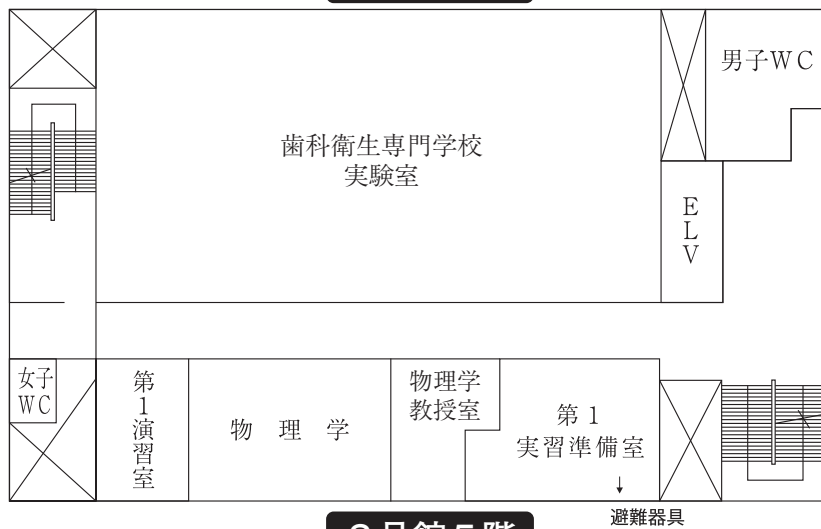 男子WC
歯科衛生専門学校
実験室
ELV
女子
WC
第1演習室
物理学
物理学
教授室
第1
実習準備室
避難器具